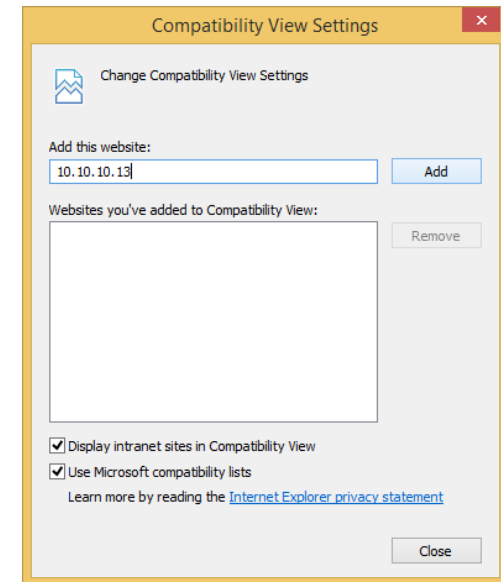 Compatibility View Settings
Change Compatibility View Settings
Add this website:
10.10.10.13
Add
Websites you've added to Compatibility View:
Remove
Display intranet sites in Compatibility View
Use Microsoft compatibility lists
Learn more by reading the Internet Explorer privacy statement
Close